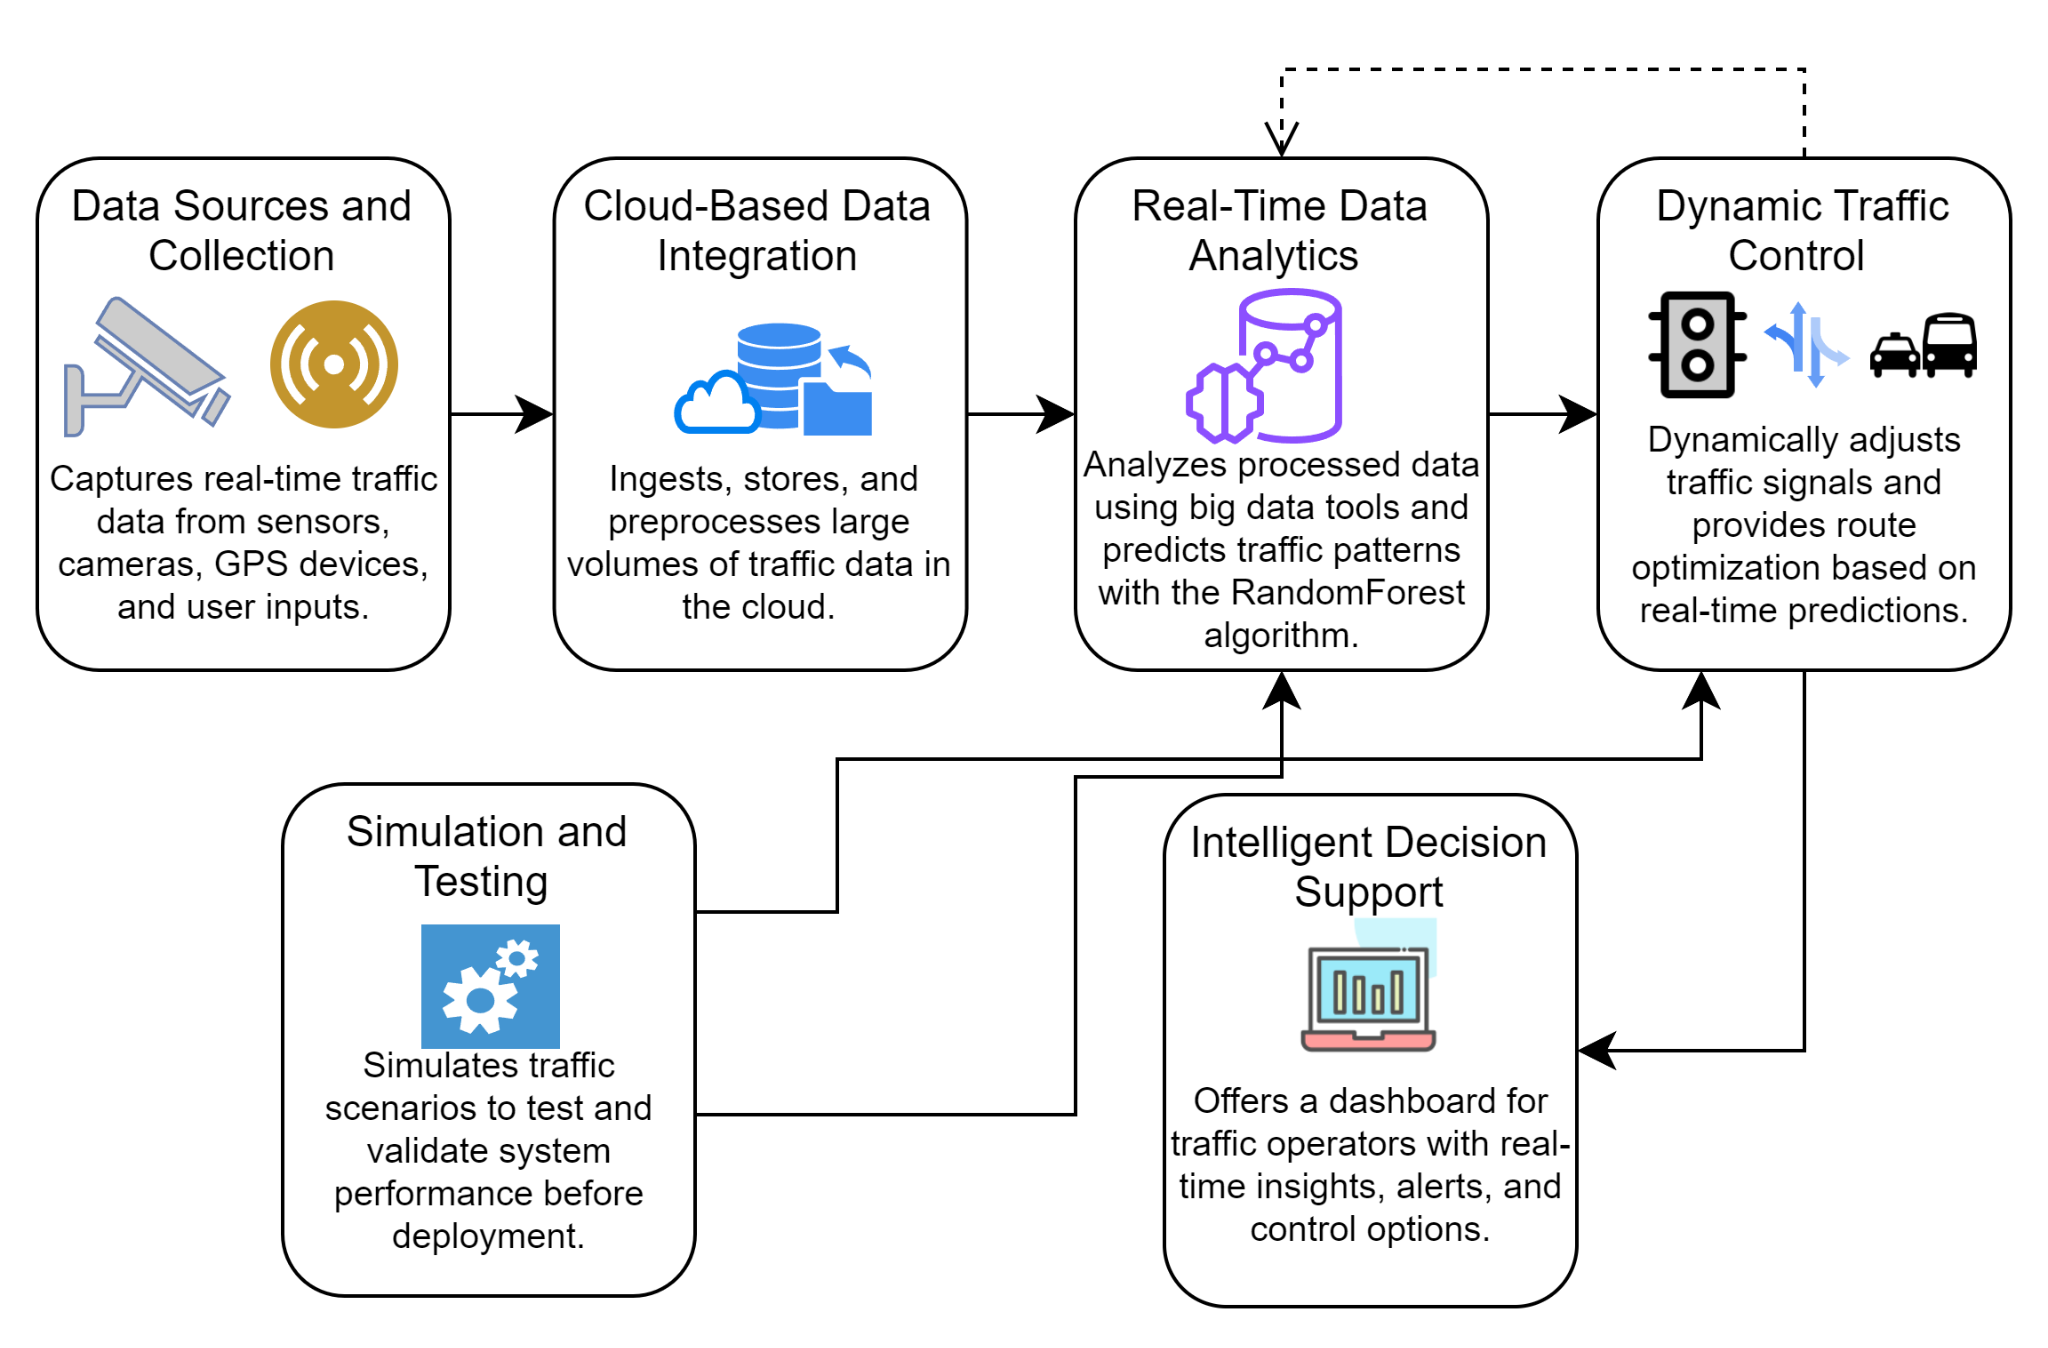 Data Sources and
Collection
Captures real-time traffic
data from sensors,
cameras, GPS devices,
and user inputs.
Cloud-Based Data
Integration
Ingests, stores, and
preprocesses large
volumes of traffic data in
the cloud.
Real-Time Data
Analytics
Analyzes processed data
using big data tools and
predicts traffic patterns
with the RandomForest
algorithm.
Dynamic Traffic
Control
Dynamically adjusts
traffic signals and
provides route
optimization based on
real-time predictions.
Simulation and
Testing
Simulates traffic
scenarios to test and
validate system
performance before
deployment.
Intelligent Decision
Support
Offers a dashboard for
traffic operators with real-
time insights, alerts, and
control options.